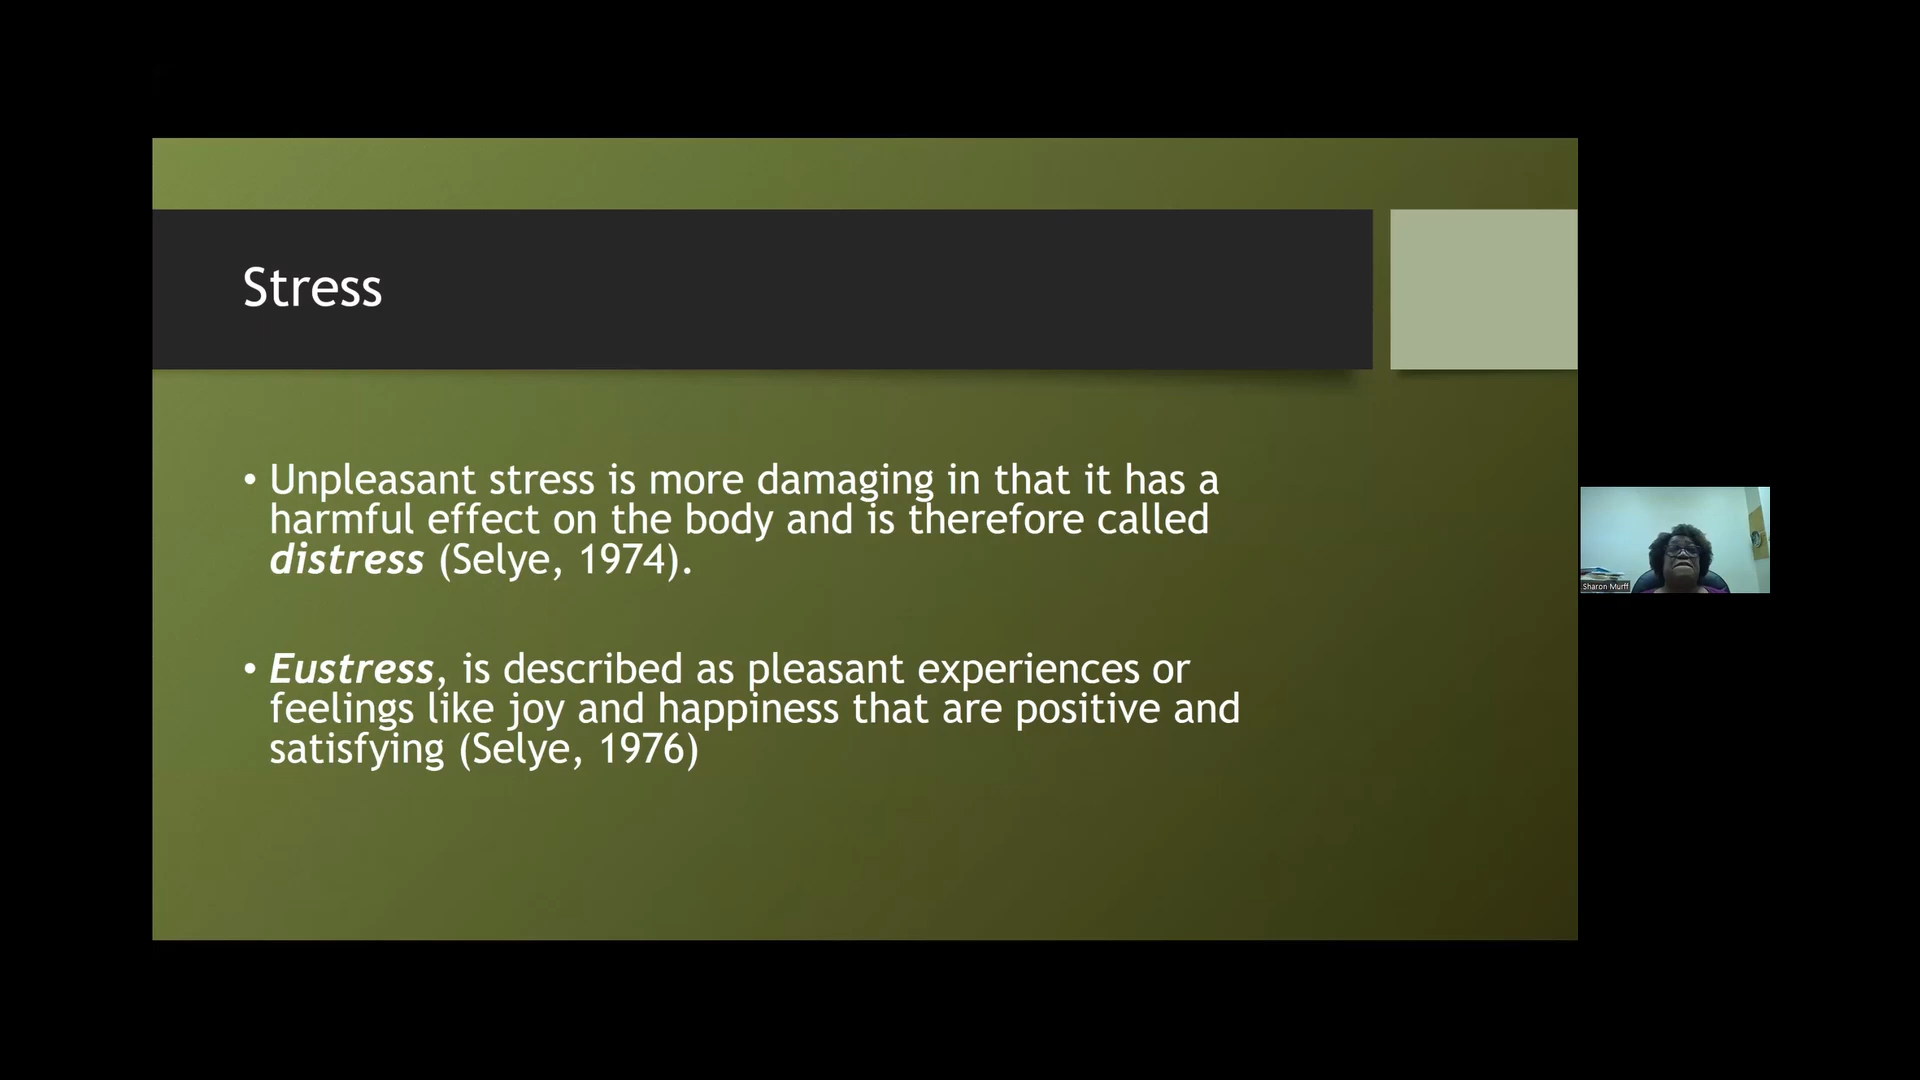 Stress
• Unpleasant stress is more damaging in that it has a
harmful effect on the body and is therefore called
distress (Selye, 1974).
• Eustress, is described as pleasant experiences or
feelings like joy and happiness that are positive and
satisfying (Selye, 1976)
Sharon Murff